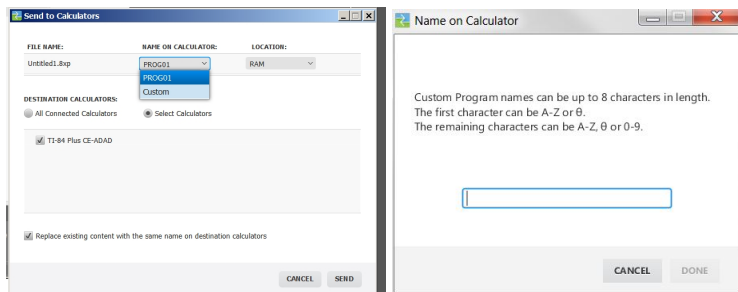 Send to Calculators
FILE NAME: NAME ON CALCULATOR: LOCATION:
Untitled1.8xp PROG01 RAM
PROG01
Custom
DESTINATION CALCULATORS:
All Connected Calculators Select Calculators
TI-84 Plus CE-ADAD
Replace existing content with the same name on destination calculators
CANCEL SEND
Name on Calculator
Custom Program names can be up to 8 characters in length.
The first character can be A-Z or θ.
The remaining characters can be A-Z, θ or 0-9.
CANCEL DONE